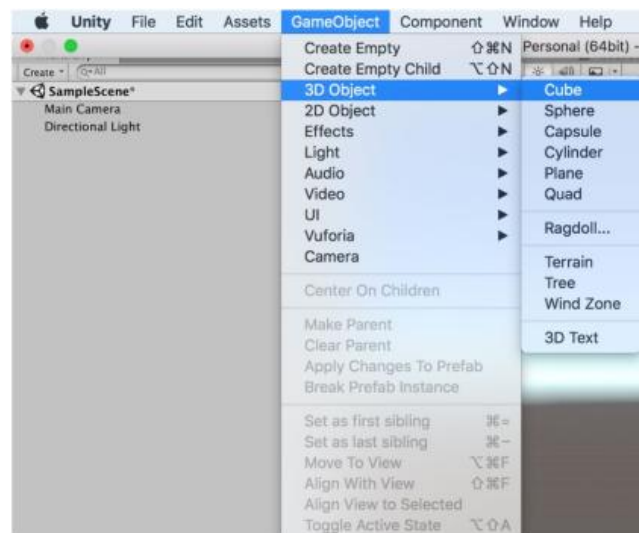 Unity File Edit Assets GameObject Component Window Help
Personal (64bit) -
Create All
SampleScene*
Main Camera
Directional Light
Create Empty ⇧⌘N
Create Empty Child ⌥⇧N
3D Object
2D Object
Effects
Light
Audio
Video
UI
Vuforia
Camera
Center On Children
Make Parent
Clear Parent
Apply Changes To Prefab
Break Prefab Instance
Set as first sibling ⌘=
Set as last sibling ⌘-
Move To View ⌥⌘F
Align With View ⇧⌘F
Align View to Selected
Toggle Active State ⌥⇧A
Cube
Sphere
Capsule
Cylinder
Plane
Quad
Ragdoll...
Terrain
Tree
Wind Zone
3D Text